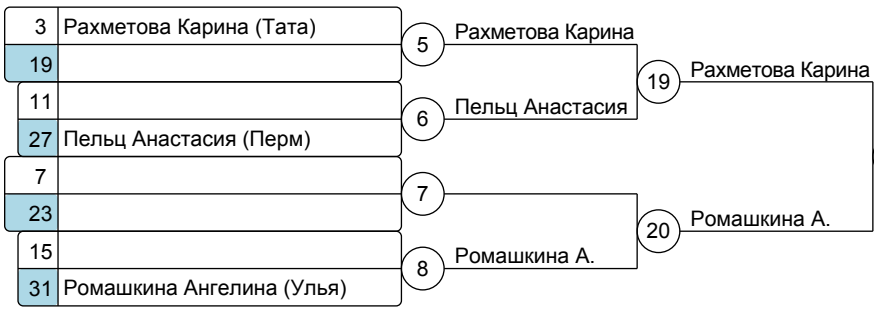 3 Рахметова Карина (Тата)
19
5 Рахметова Карина
11
27 Пельц Анастасия (Перм)
6 Пельц Анастасия
19 Рахметова Карина
7
23
7
15
31 Ромашкина Ангелина (Улья)
8 Ромашкина А.
20 Ромашкина А.